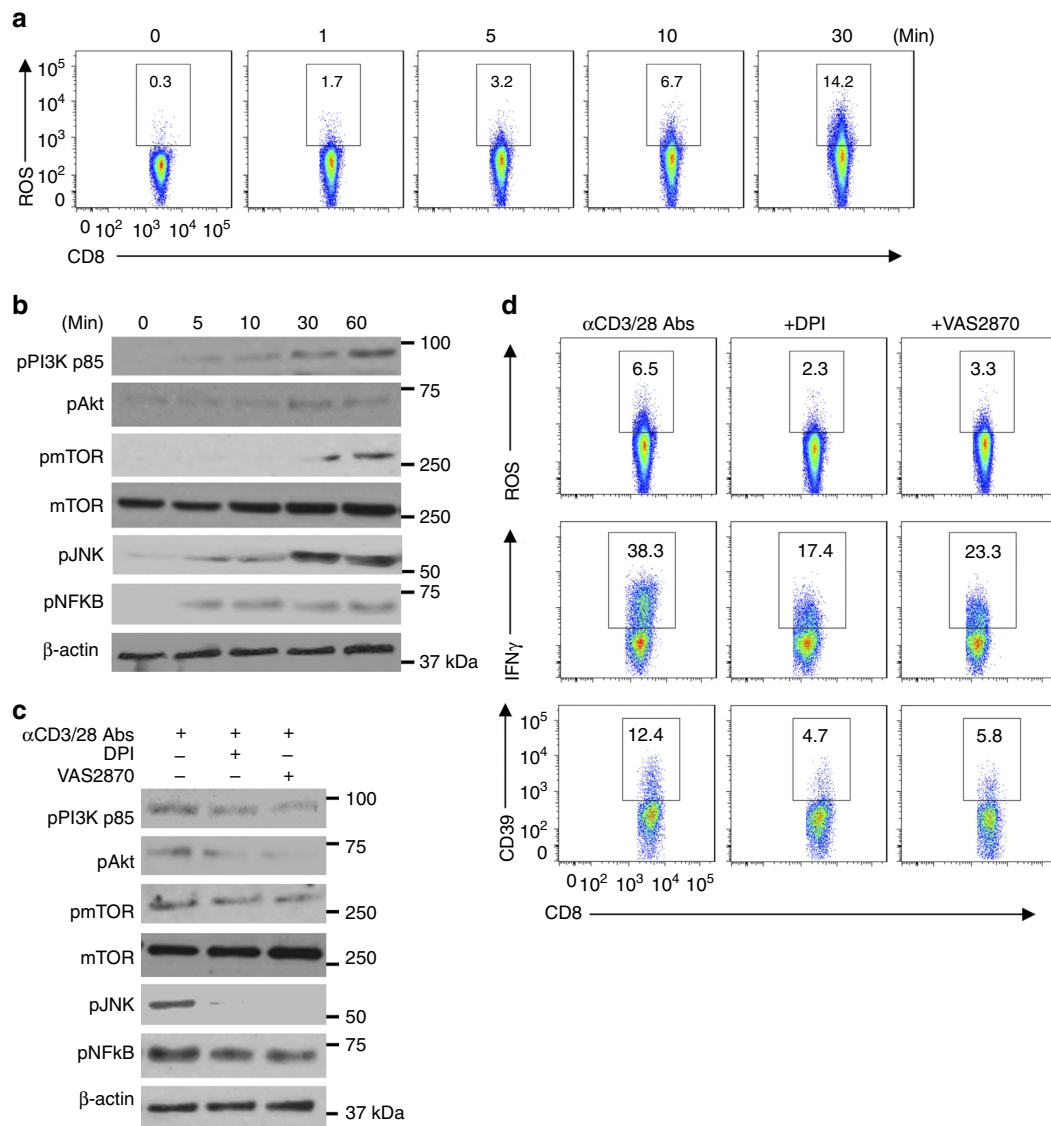 a
0 1 5 10 30 (Min)
0.3 1.7 3.2 6.7 14.2
10⁵
10⁴
10³
10²
0
ROS
0 10² 10³ 10⁴ 10⁵
CD8
b
(Min) 0 5 10 30 60
pPI3K p85 100
pAkt 75
pmTOR 250
mTOR 250
pJNK 50
pNFKB 75
β-actin 37 kDa
c
αCD3/28 Abs + + +
DPI – + –
VAS2870 – – +
pPI3K p85 100
pAkt 75
pmTOR 250
mTOR 250
pJNK 50
pNFkB 75
β-actin 37 kDa
d
αCD3/28 Abs +DPI +VAS2870
6.5 2.3 3.3
ROS
38.3 17.4 23.3
IFNγ
12.4 4.7 5.8
10⁵
10⁴
10³
10²
0
CD39
0 10² 10³ 10⁴ 10⁵
CD8